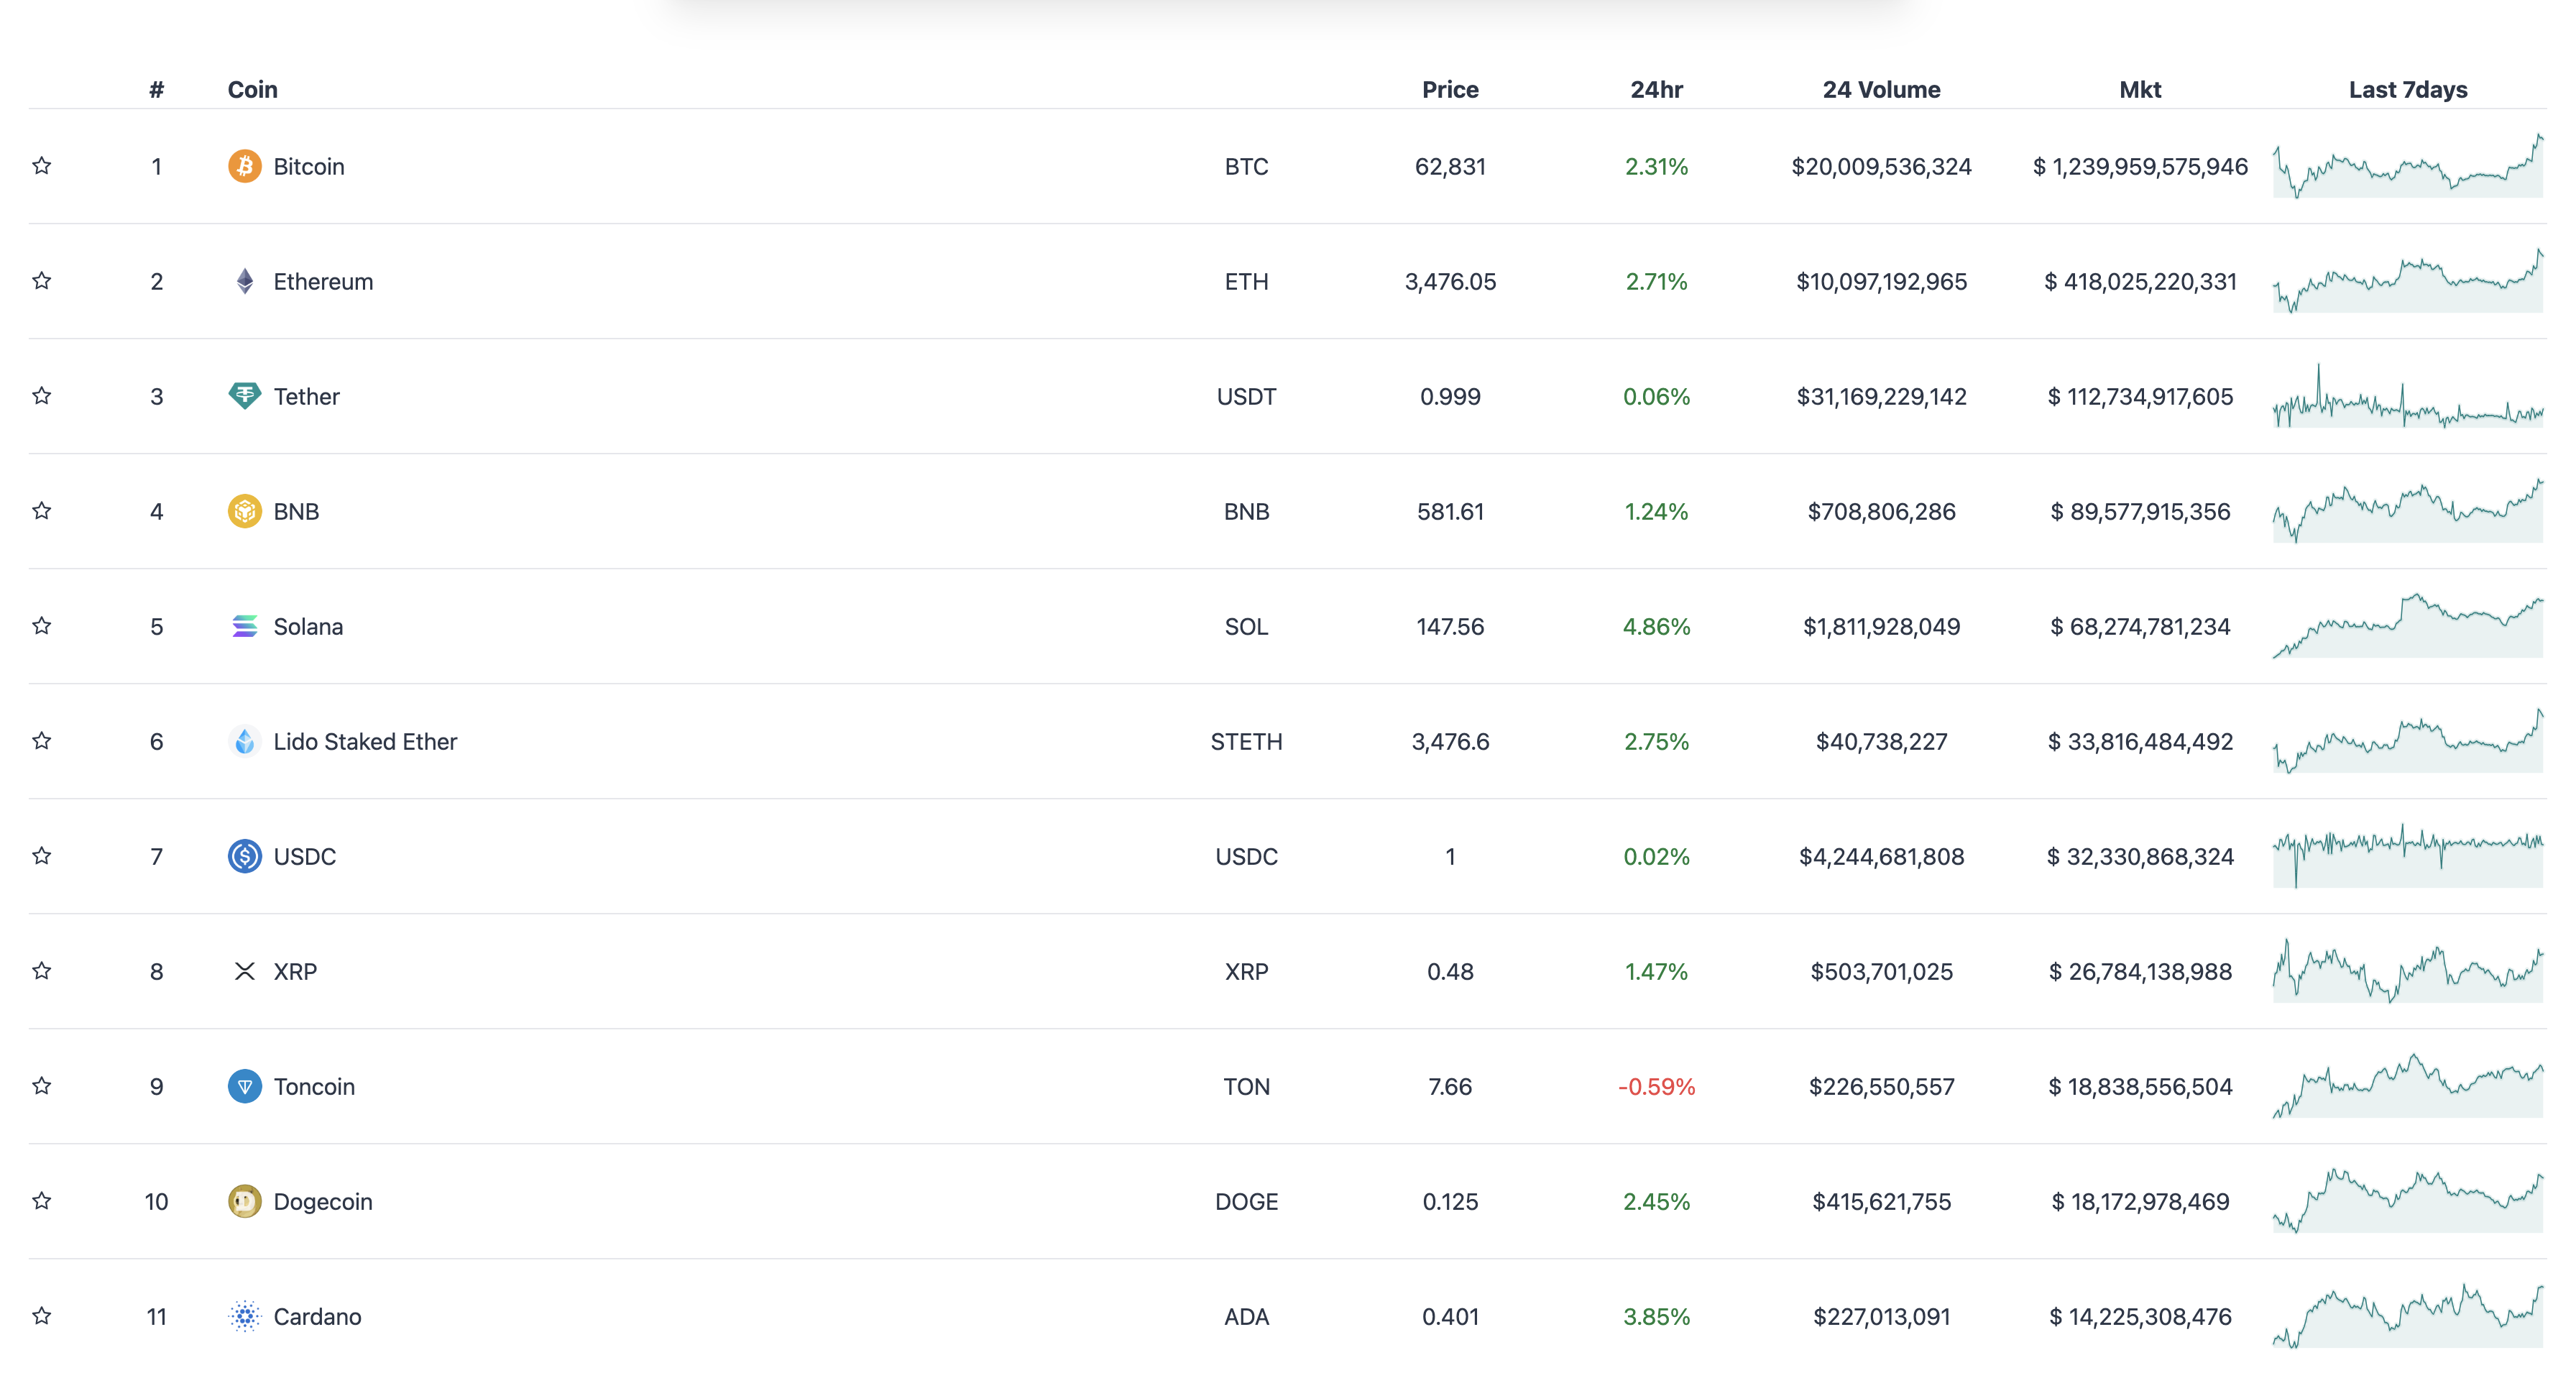 # Coin Price 24hr 24 Volume Mkt Last 7days
1 Bitcoin BTC 62,831 2.31% $20,009,536,324 $ 1,239,959,575,946
2 Ethereum ETH 3,476.05 2.71% $10,097,192,965 $ 418,025,220,331
3 Tether USDT 0.999 0.06% $31,169,229,142 $ 112,734,917,605
4 BNB BNB 581.61 1.24% $708,806,286 $ 89,577,915,356
5 Solana SOL 147.56 4.86% $1,811,928,049 $ 68,274,781,234
6 Lido Staked Ether STETH 3,476.6 2.75% $40,738,227 $ 33,816,484,492
7 USDC USDC 1 0.02% $4,244,681,808 $ 32,330,868,324
8 XRP XRP 0.48 1.47% $503,701,025 $ 26,784,138,988
9 Toncoin TON 7.66 -0.59% $226,550,557 $ 18,838,556,504
10 Dogecoin DOGE 0.125 2.45% $415,621,755 $ 18,172,978,469
11 Cardano ADA 0.401 3.85% $227,013,091 $ 14,225,308,476